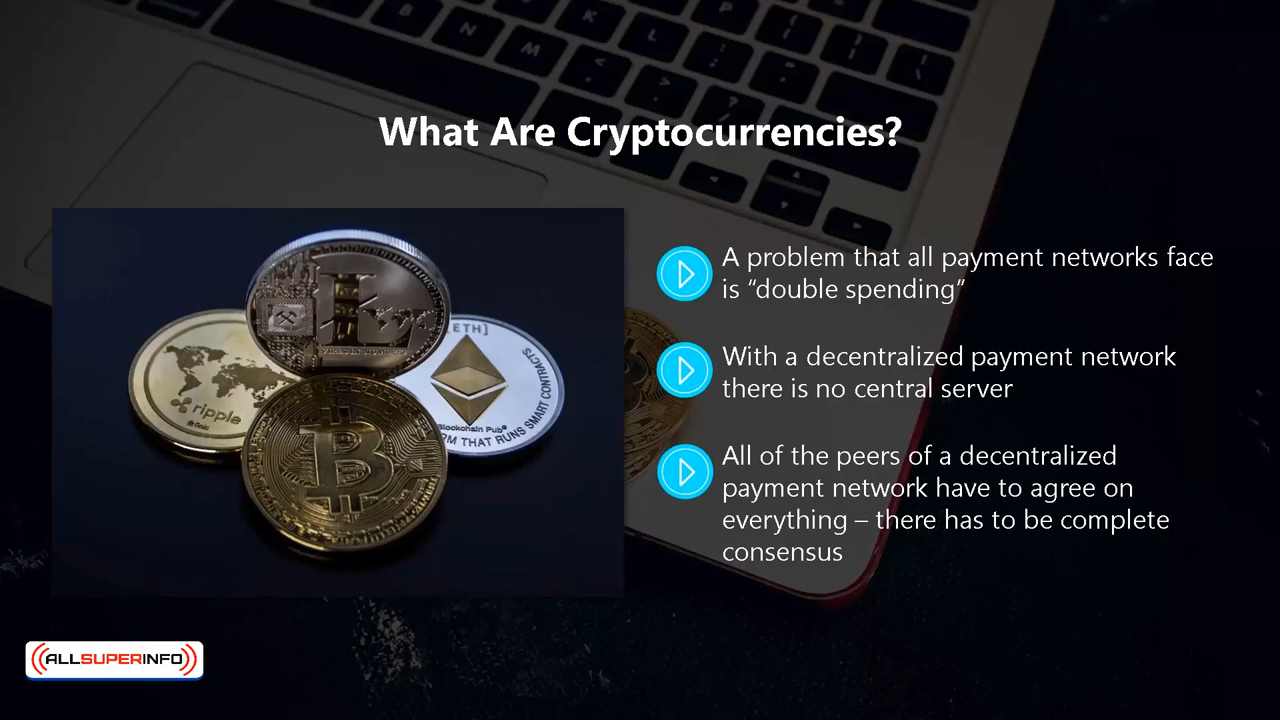 What Are Cryptocurrencies?
A problem that all payment networks face
is “double spending”
With a decentralized payment network
there is no central server
All of the peers of a decentralized
payment network have to agree on
everything – there has to be complete
consensus
[ETH]
ripple
Blockchain Pub®
RM THAT RUNS SMART CONTRACTS
B
K
L
N
M
ALLSUPERINFO